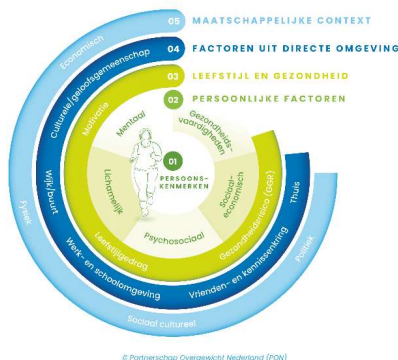 05 MAATSCHAPPELIJKE CONTEXT
04 FACTOREN UIT DIRECTE OMGEVING
03 LEEFSTIJL EN GEZONDHEID
02 PERSOONLIJKE FACTOREN
01
PERSOONS-
KENMERKEN
Mentaal
Gezondheids-
vaardigheden
Sociaal-
economisch
Psychosociaal
Lichamelijk
Motivatie
Leefstijlgedrag
Gezondheidsrisico (GGR)
Culturele/geloofsgemeenschap
Wijk/buurt
Werk- en schoolomgeving
Vrienden- en kennissenkring
Thuis
Economisch
Fysiek
Sociaal cultureel
Politiek
© Partnerschap Overgewicht Nederland (PON)